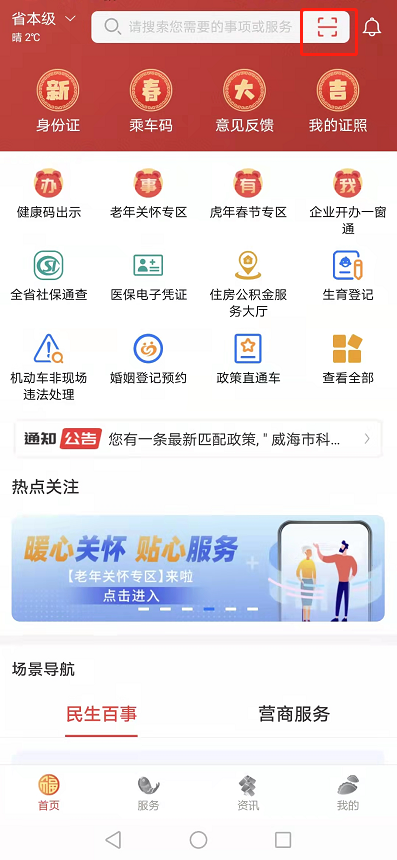 省本级
晴 2℃
请搜索您需要的事项或服务
新 春 大 吉
身份证 乘车码 意见反馈 我的证照
办 事 有 我
健康码出示 老年关怀专区 虎年春节专区 企业开办一窗
通
全省社保通查 医保电子凭证 住房公积金服 生育登记
务大厅
机动车非现场 婚姻登记预约 政策直通车 查看全部
违法处理
通知 公告 您有一条最新匹配政策, " 威海市科...
热点关注
暖心关怀 贴心服务
【老年关怀专区】来啦
点击进入
场景导航
民生百事 营商服务
福
首页 服务 资讯 我的